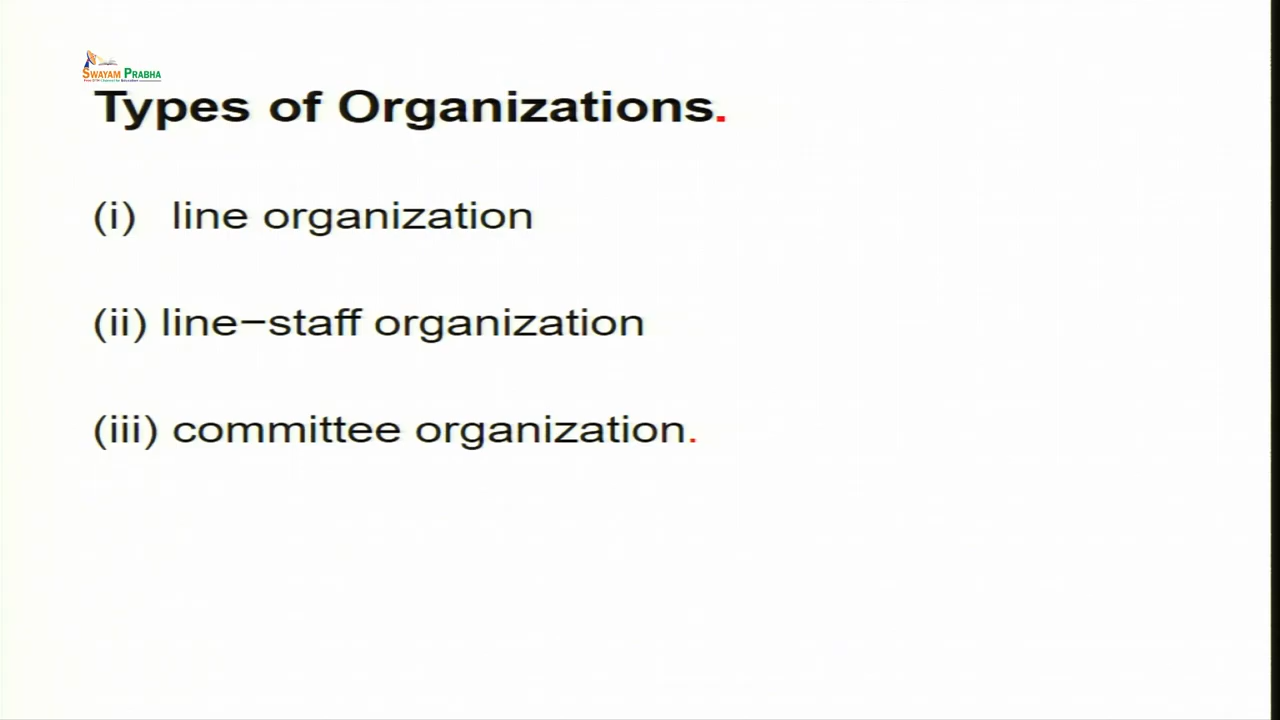 SWAYAM PRABHA
Types of Organizations.
(i) line organization
(ii) line−staff organization
(iii) committee organization.